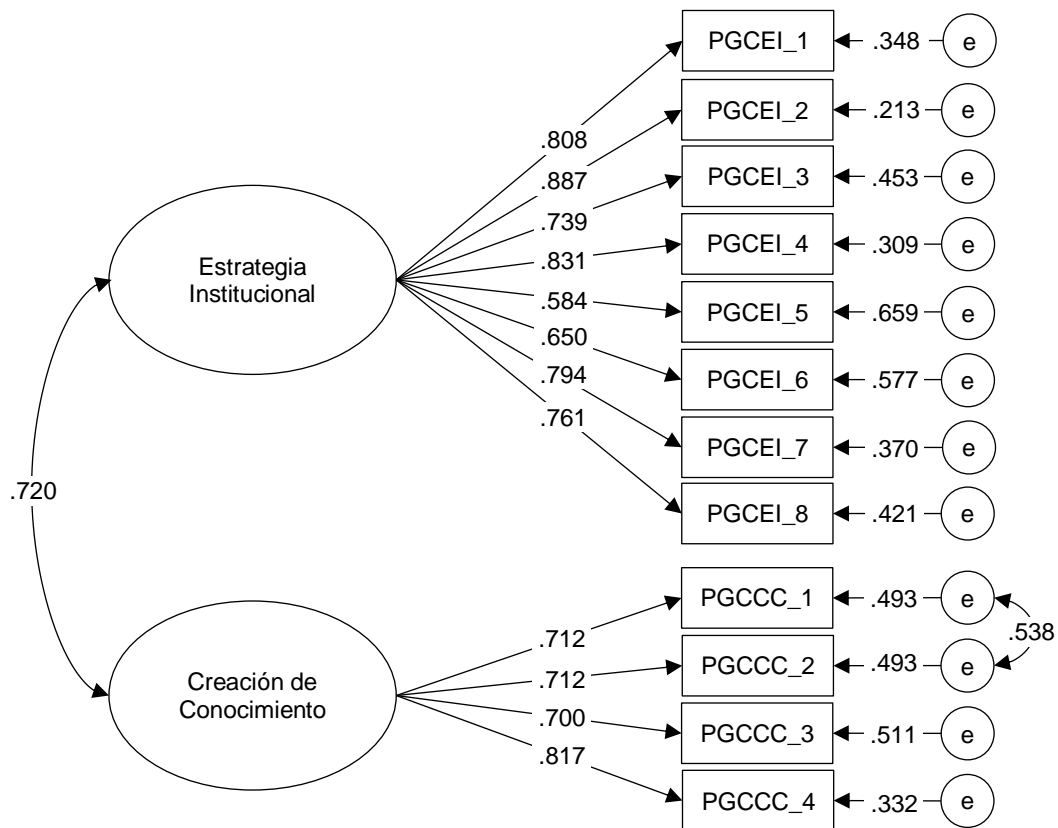 PGCEI_1
.348
e
PGCEI_2
.213
e
.808
.887
PGCEI_3
.453
e
.739
.831
PGCEI_4
.309
e
Estrategia
Institucional
.584
PGCEI_5
.659
e
.650
PGCEI_6
.577
e
.794
.761
PGCEI_7
.370
e
.720
PGCEI_8
.421
e
PGCCC_1
.493
e
.538
.712
.712
PGCCC_2
.493
e
Creación de
Conocimiento
.700
PGCCC_3
.511
e
.817
PGCCC_4
.332
e